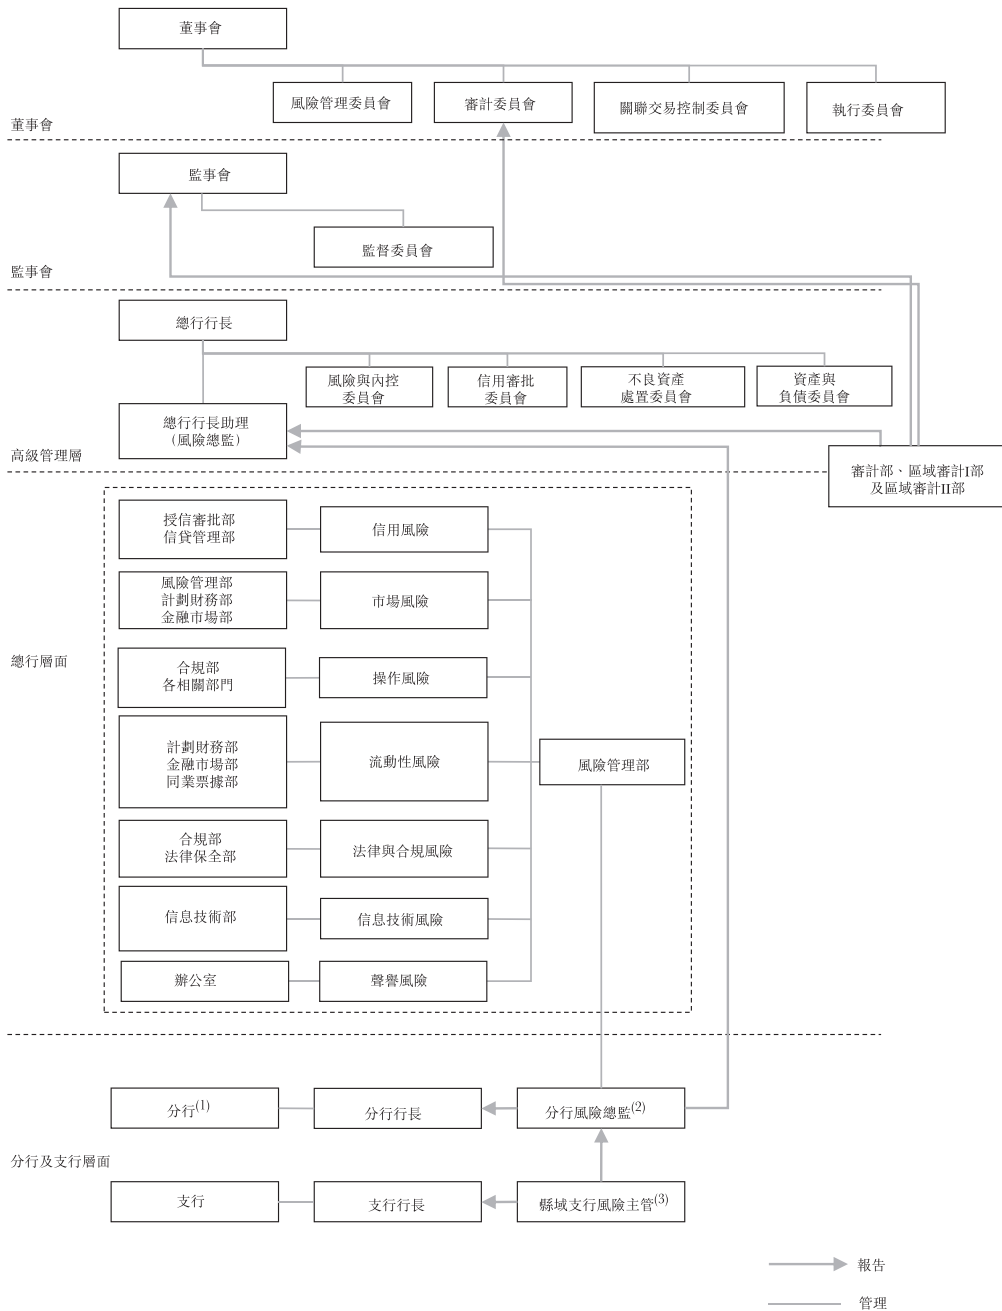 董事會
風險管理委員會
審計委員會
關聯交易控制委員會
執行委員會
董事會
監事會
監督委員會
監事會
總行行長
風險與內控
委員會
信用審批
委員會
不良資產
處置委員會
資產與
負債委員會
總行行長助理
(風險總監)
高級管理層
審計部、區域審計I部
及區域審計II部
授信審批部
信貸管理部
信用風險
風險管理部
計劃財務部
金融市場部
市場風險
總行層面
合規部
各相關部門
操作風險
計劃財務部
金融市場部
同業票據部
流動性風險
風險管理部
合規部
法律保全部
法律與合規風險
信息技術部
信息技術風險
辦公室
聲譽風險
分行(1)
分行行長
分行風險總監(2)
分行及支行層面
支行
支行行長
縣域支行風險主管(3)
報告
管理